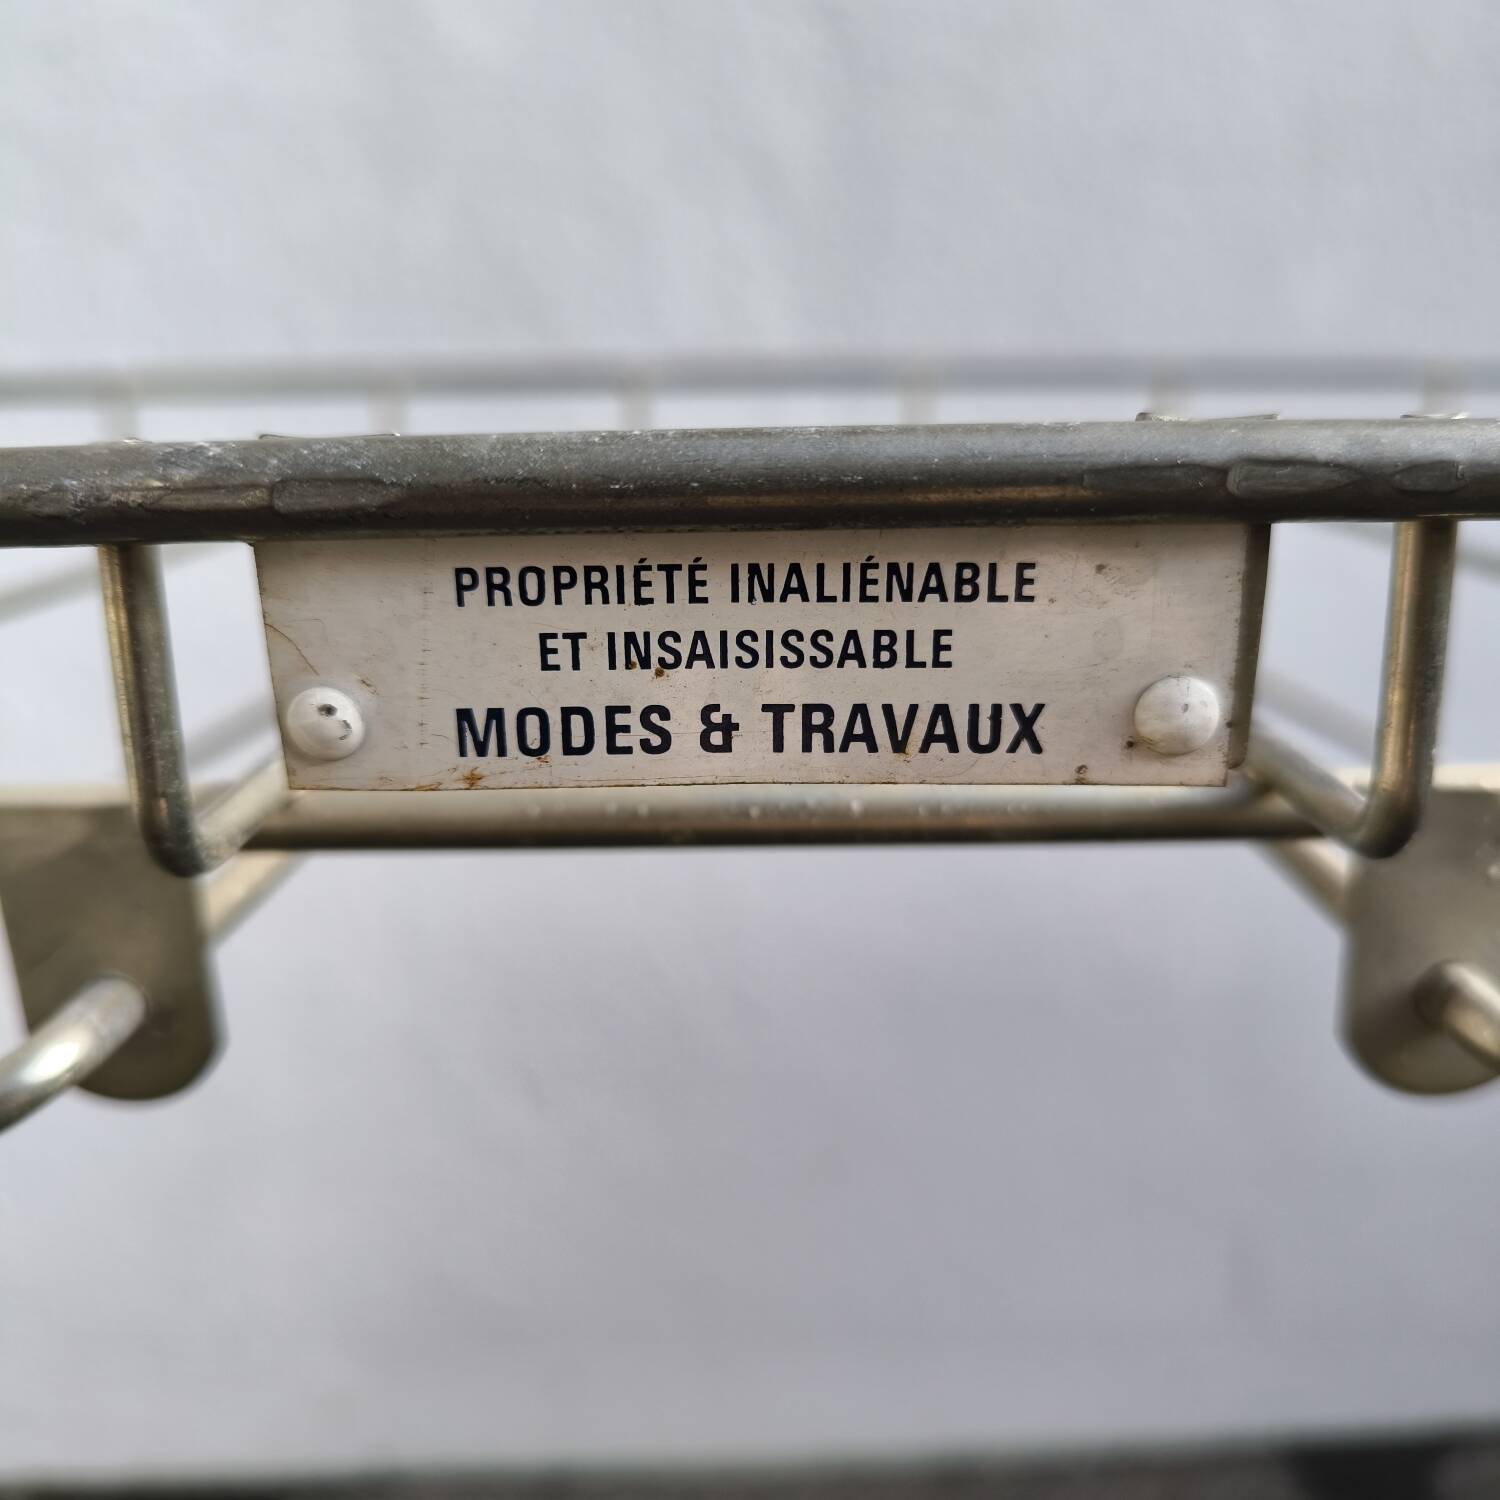 PROPRIÉTÉ INALIÉNABLE
ET INSAISISSABLE
MODES & TRAVAUX